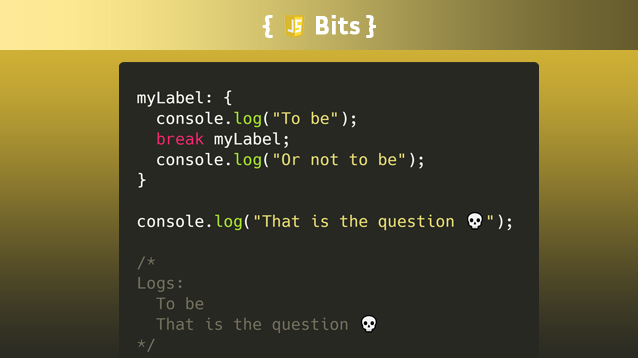 { JS Bits }
myLabel: {
  console.log("To be");
  break myLabel;
  console.log("Or not to be");
}
console.log("That is the question 💀");
/*
Logs:
  To be
  That is the question 💀
*/